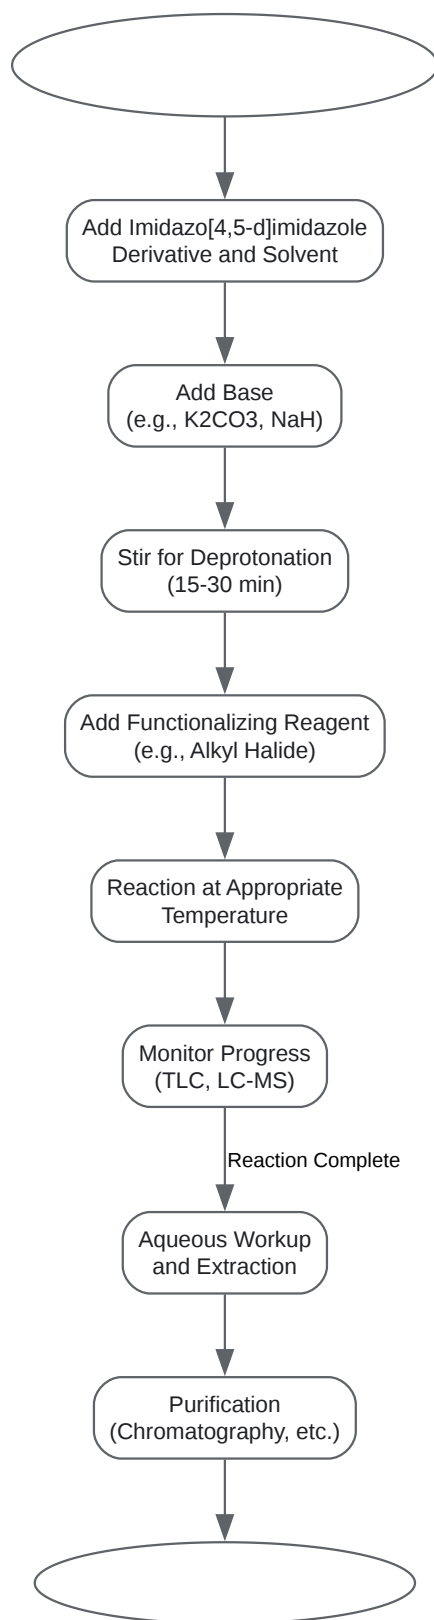 Add Imidazo[4,5-d]imidazole
Derivative and Solvent
Add Base
(e.g., K2CO3, NaH)
Stir for Deprotonation
(15-30 min)
Add Functionalizing Reagent
(e.g., Alkyl Halide)
Reaction at Appropriate
Temperature
Monitor Progress
(TLC, LC-MS)
Reaction Complete
Aqueous Workup
and Extraction
Purification
(Chromatography, etc.)